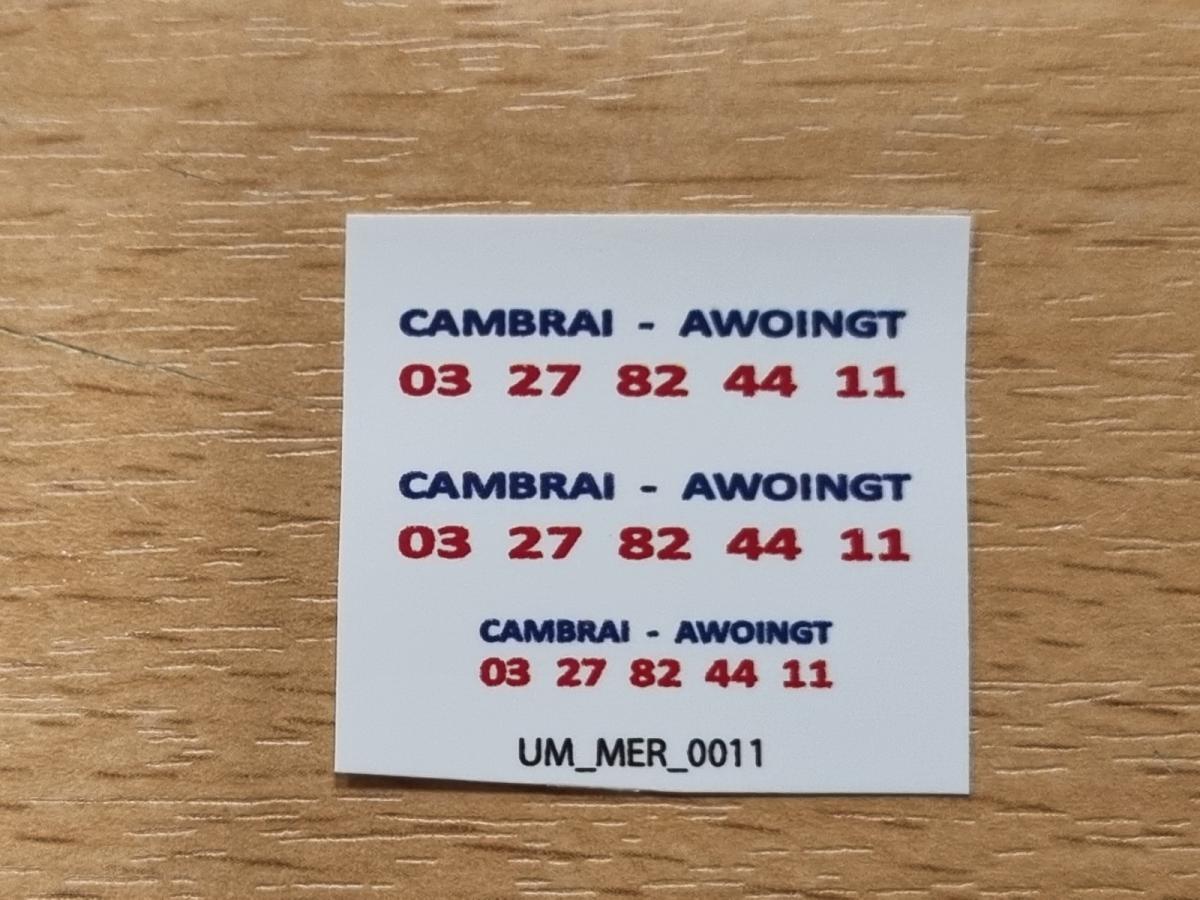 CAMBRAI - AWOINGT
03 27 82 44 11
CAMBRAI - AWOINGT
03 27 82 44 11
CAMBRAI - AWOINGT
03 27 82 44 11
UM_MER_0011